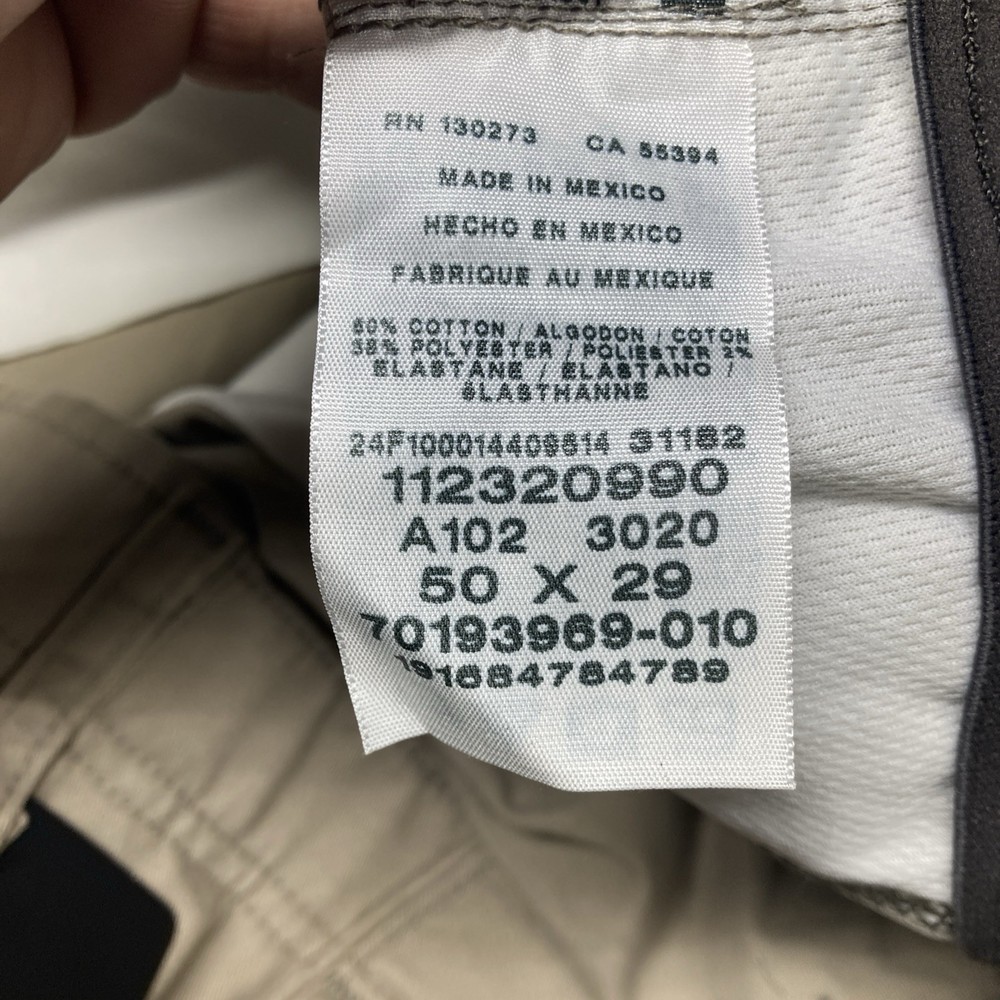 RN 130273 CA 55394
MADE IN MEXICO
HECHO EN MEXICO
FABRIQUE AU MEXIQUE
60% COTTON / ALGODON / COTON
38% POLYESTER / POLIESTER 2%
ELASTANE / ELASTANO /
ELASTHANNE
24F100014409614 31182
112320990
A102 3020
50 X 29
70193969-010
191684784789